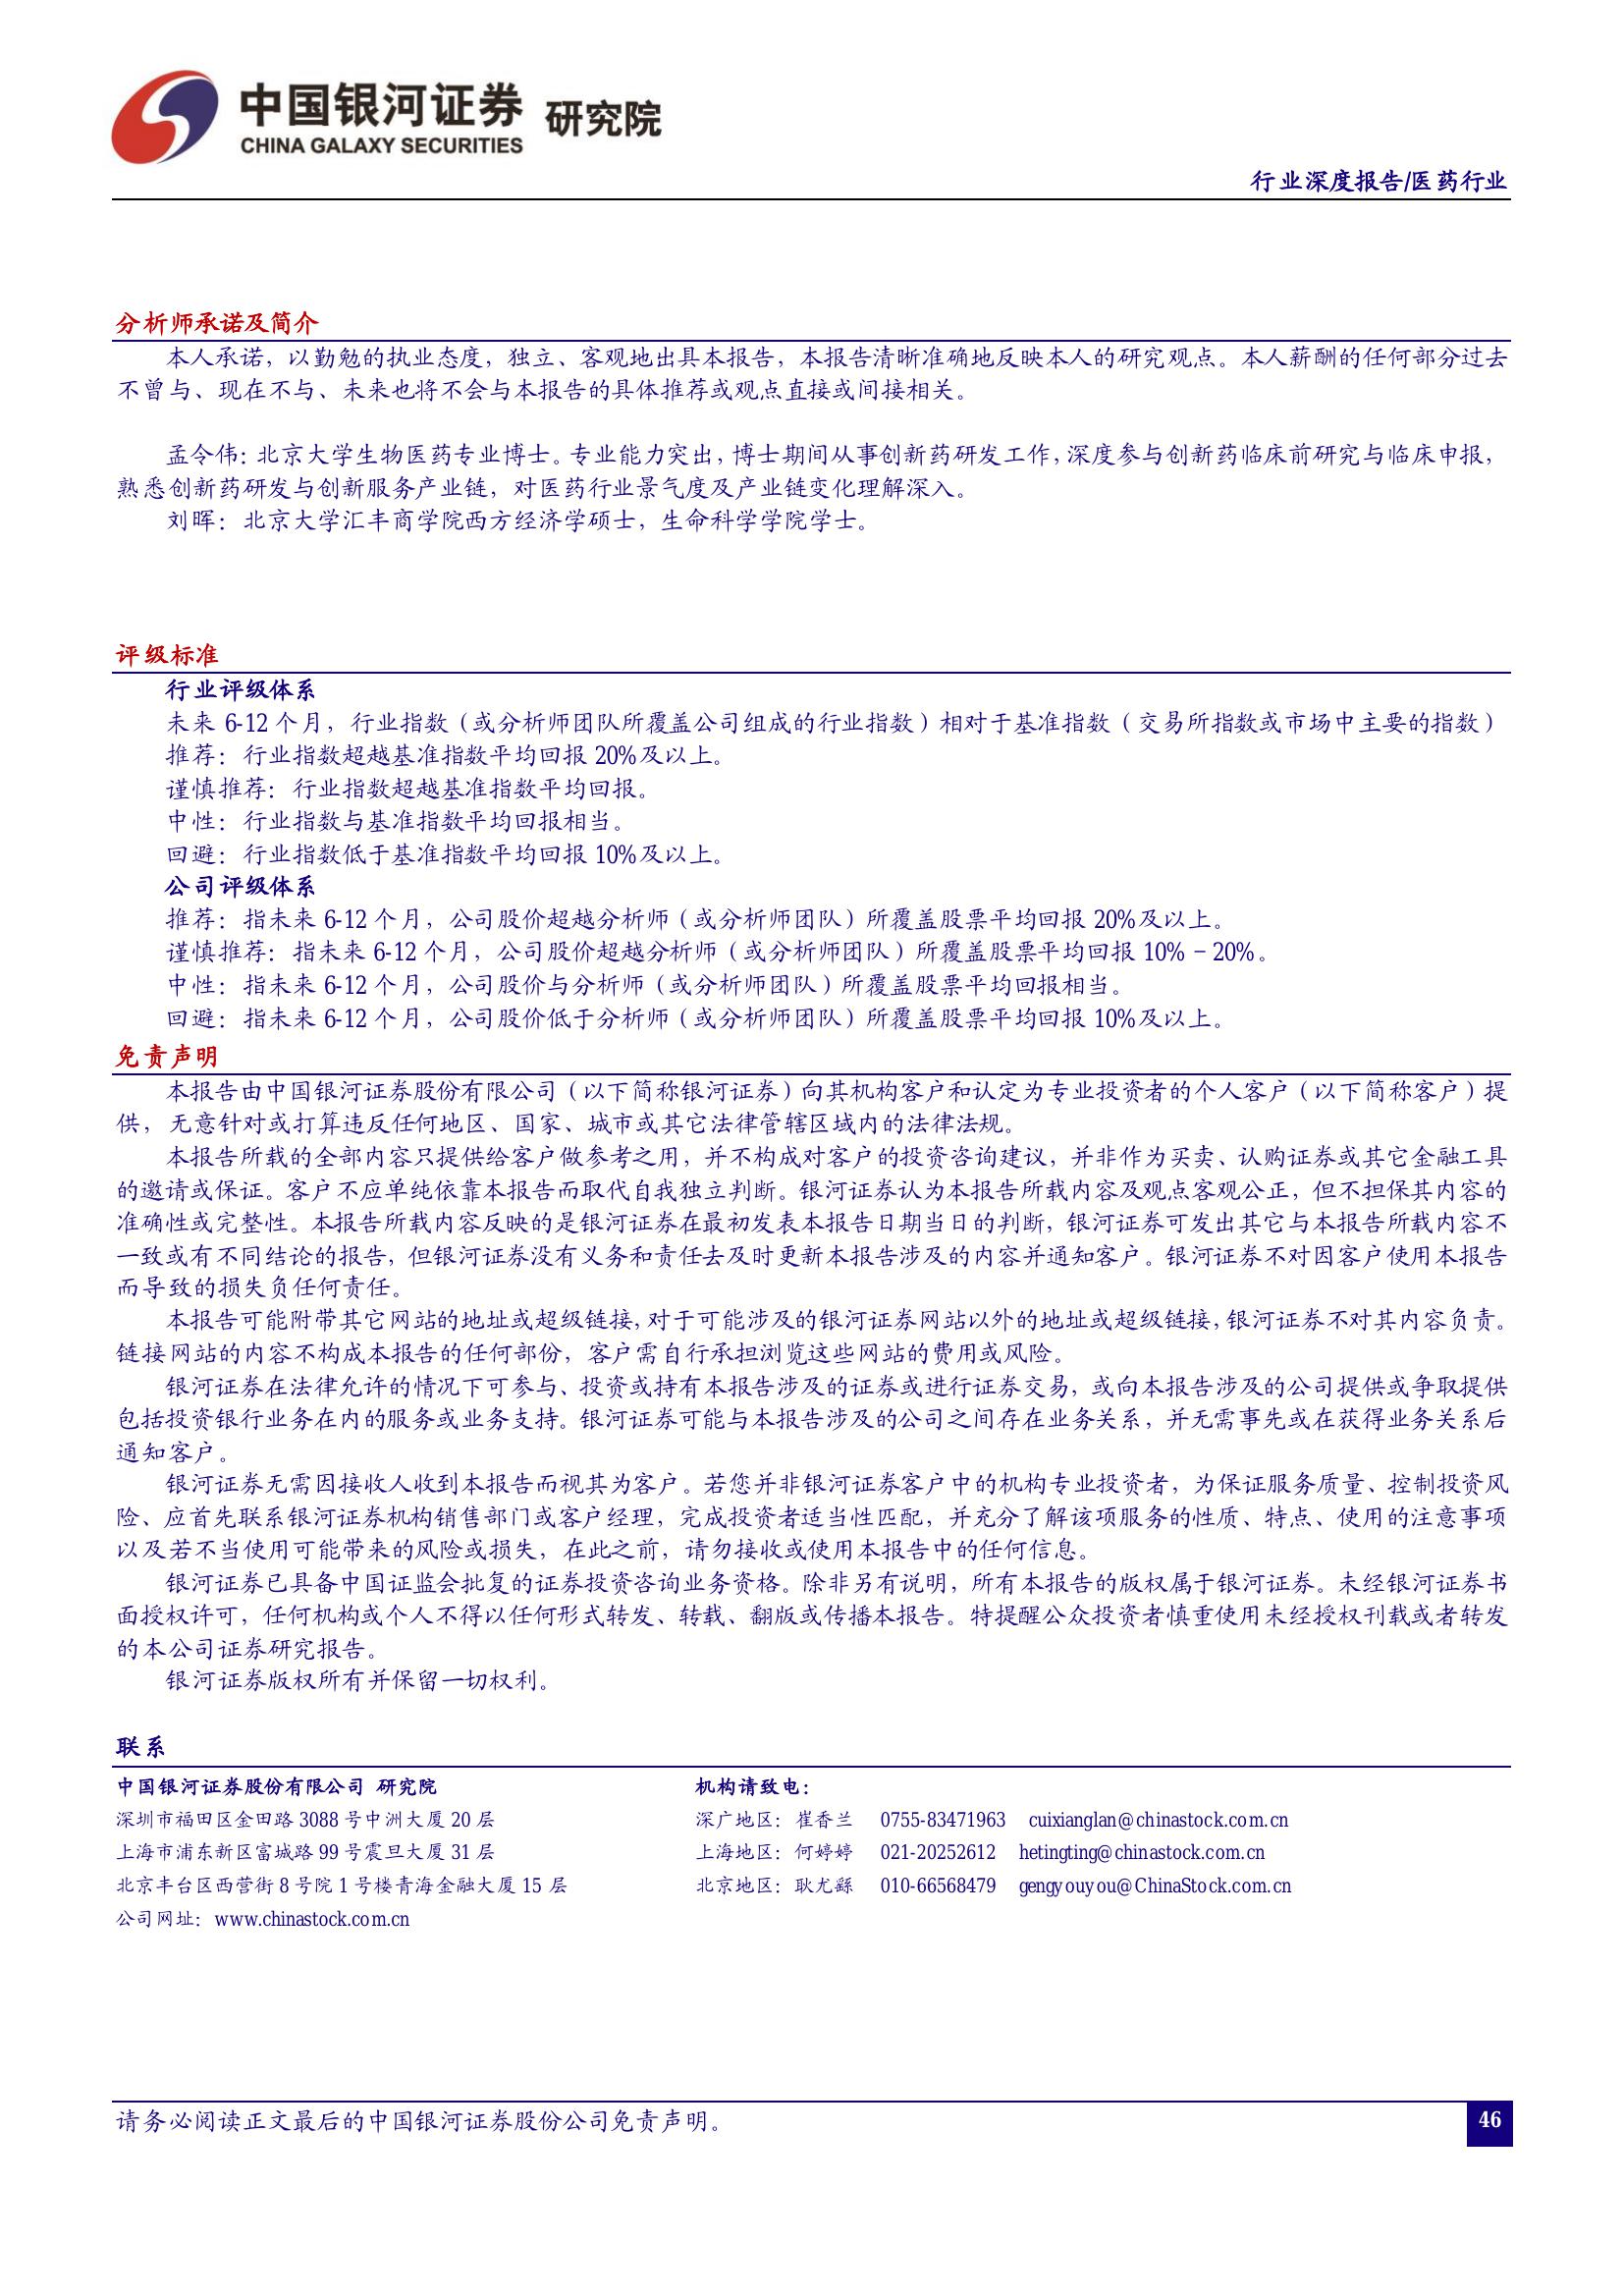 中国银河证券 研究院
CHINA GALAXY SECURITIES
行业深度报告/医药行业
分析师承诺及简介
本人承诺，以勤勉的执业态度，独立、客观地出具本报告，本报告清晰准确地反映本人的研究观点。本人薪酬的任何部分过去
不曾与、现在不与、未来也将不会与本报告的具体推荐或观点直接或间接相关。
孟令伟：北京大学生物医药专业博士。专业能力突出，博士期间从事创新药研发工作，深度参与创新药临床前研究与临床申报，
熟悉创新药研发与创新服务产业链，对医药行业景气度及产业链变化理解深入。
刘晖：北京大学汇丰商学院西方经济学硕士，生命科学学院学士。
评级标准
行业评级体系
未来 6-12 个月，行业指数（或分析师团队所覆盖公司组成的行业指数）相对于基准指数（交易所指数或市场中主要的指数）
推荐：行业指数超越基准指数平均回报 20%及以上。
谨慎推荐：行业指数超越基准指数平均回报。
中性：行业指数与基准指数平均回报相当。
回避：行业指数低于基准指数平均回报 10%及以上。
公司评级体系
推荐：指未来 6-12 个月，公司股价超越分析师（或分析师团队）所覆盖股票平均回报 20%及以上。
谨慎推荐：指未来 6-12 个月，公司股价超越分析师（或分析师团队）所覆盖股票平均回报 10%－20%。
中性：指未来 6-12 个月，公司股价与分析师（或分析师团队）所覆盖股票平均回报相当。
回避：指未来 6-12 个月，公司股价低于分析师（或分析师团队）所覆盖股票平均回报 10%及以上。
免责声明
本报告由中国银河证券股份有限公司（以下简称银河证券）向其机构客户和认定为专业投资者的个人客户（以下简称客户）提
供，无意针对或打算违反任何地区、国家、城市或其它法律管辖区域内的法律法规。
本报告所载的全部内容只提供给客户做参考之用，并不构成对客户的投资咨询建议，并非作为买卖、认购证券或其它金融工具
的邀请或保证。客户不应单纯依靠本报告而取代自我独立判断。银河证券认为本报告所载内容及观点客观公正，但不担保其内容的
准确性或完整性。本报告所载内容反映的是银河证券在最初发表本报告日期当日的判断，银河证券可发出其它与本报告所载内容不
一致或有不同结论的报告，但银河证券没有义务和责任去及时更新本报告涉及的内容并通知客户。银河证券不对因客户使用本报告
而导致的损失负任何责任。
本报告可能附带其它网站的地址或超级链接，对于可能涉及的银河证券网站以外的地址或超级链接，银河证券不对其内容负责。
链接网站的内容不构成本报告的任何部份，客户需自行承担浏览这些网站的费用或风险。
银河证券在法律允许的情况下可参与、投资或持有本报告涉及的证券或进行证券交易，或向本报告涉及的公司提供或争取提供
包括投资银行业务在内的服务或业务支持。银河证券可能与本报告涉及的公司之间存在业务关系，并无需事先或在获得业务关系后
通知客户。
银河证券无需因接收人收到本报告而视其为客户。若您并非银河证券客户中的机构专业投资者，为保证服务质量、控制投资风
险、应首先联系银河证券机构销售部门或客户经理，完成投资者适当性匹配，并充分了解该项服务的性质、特点、使用的注意事项
以及若不当使用可能带来的风险或损失，在此之前，请勿接收或使用本报告中的任何信息。
银河证券已具备中国证监会批复的证券投资咨询业务资格。除非另有说明，所有本报告的版权属于银河证券。未经银河证券书
面授权许可，任何机构或个人不得以任何形式转发、转载、翻版或传播本报告。特提醒公众投资者慎重使用未经授权刊载或者转发
的本公司证券研究报告。
银河证券版权所有并保留一切权利。
联系
中国银河证券股份有限公司 研究院 机构请致电：
深圳市福田区金田路 3088 号中洲大厦 20 层 深广地区：崔香兰 0755-83471963 cuixianglan@chinastock.com.cn
上海市浦东新区富城路 99 号震旦大厦 31 层 上海地区：何婷婷 021-20252612 hetingting@chinastock.com.cn
北京丰台区西营街 8 号院 1 号楼青海金融大厦 15 层 北京地区：耿尤繇 010-66568479 gengyouyou@ChinaStock.com.cn
公司网址：www.chinastock.com.cn
请务必阅读正文最后的中国银河证券股份公司免责声明。 46